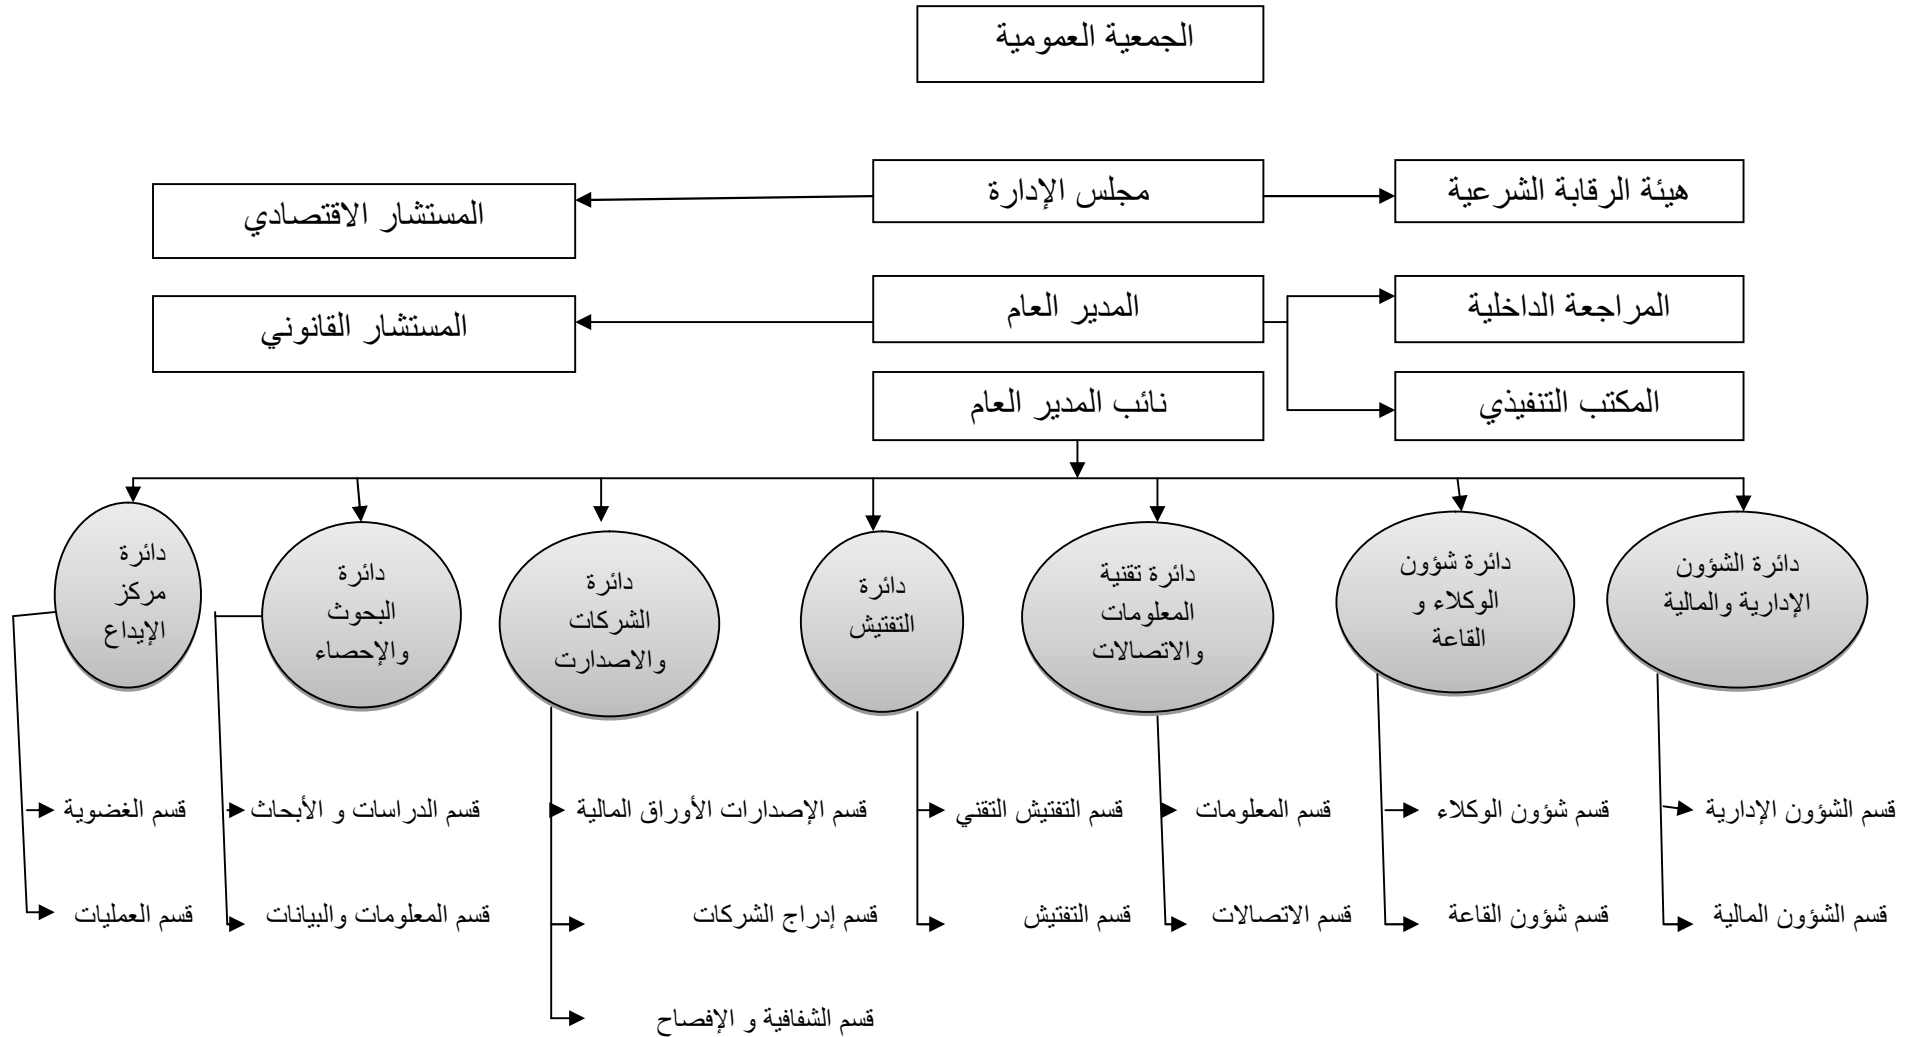 الجمعية العمومية
هيئة الرقابة الشرعية
مجلس الإدارة
المستشار الاقتصادي
المراجعة الداخلية
المدير العام
المستشار القانوني
المكتب التنفيذي
نائب المدير العام
دائرة الشؤون
الإدارية والمالية
دائرة شؤون
الوكلاء و
القاعة
دائرة تقنية
المعلومات
والاتصالات
دائرة
التفتيش
دائرة
الشركات
والاصدارت
دائرة
البحوث
والإحصاء
دائرة
مركز
الإيداع
قسم الشؤون الإدارية
قسم شؤون الوكلاء
قسم المعلومات
قسم التفتيش التقني
قسم الإصدارات الأوراق المالية
قسم الدراسات و الأبحاث
قسم الغضوية
قسم الشؤون المالية
قسم شؤون القاعة
قسم الاتصالات
قسم التفتيش
قسم إدراج الشركات
قسم المعلومات والبيانات
قسم العمليات
قسم الشفافية و الإفصاح